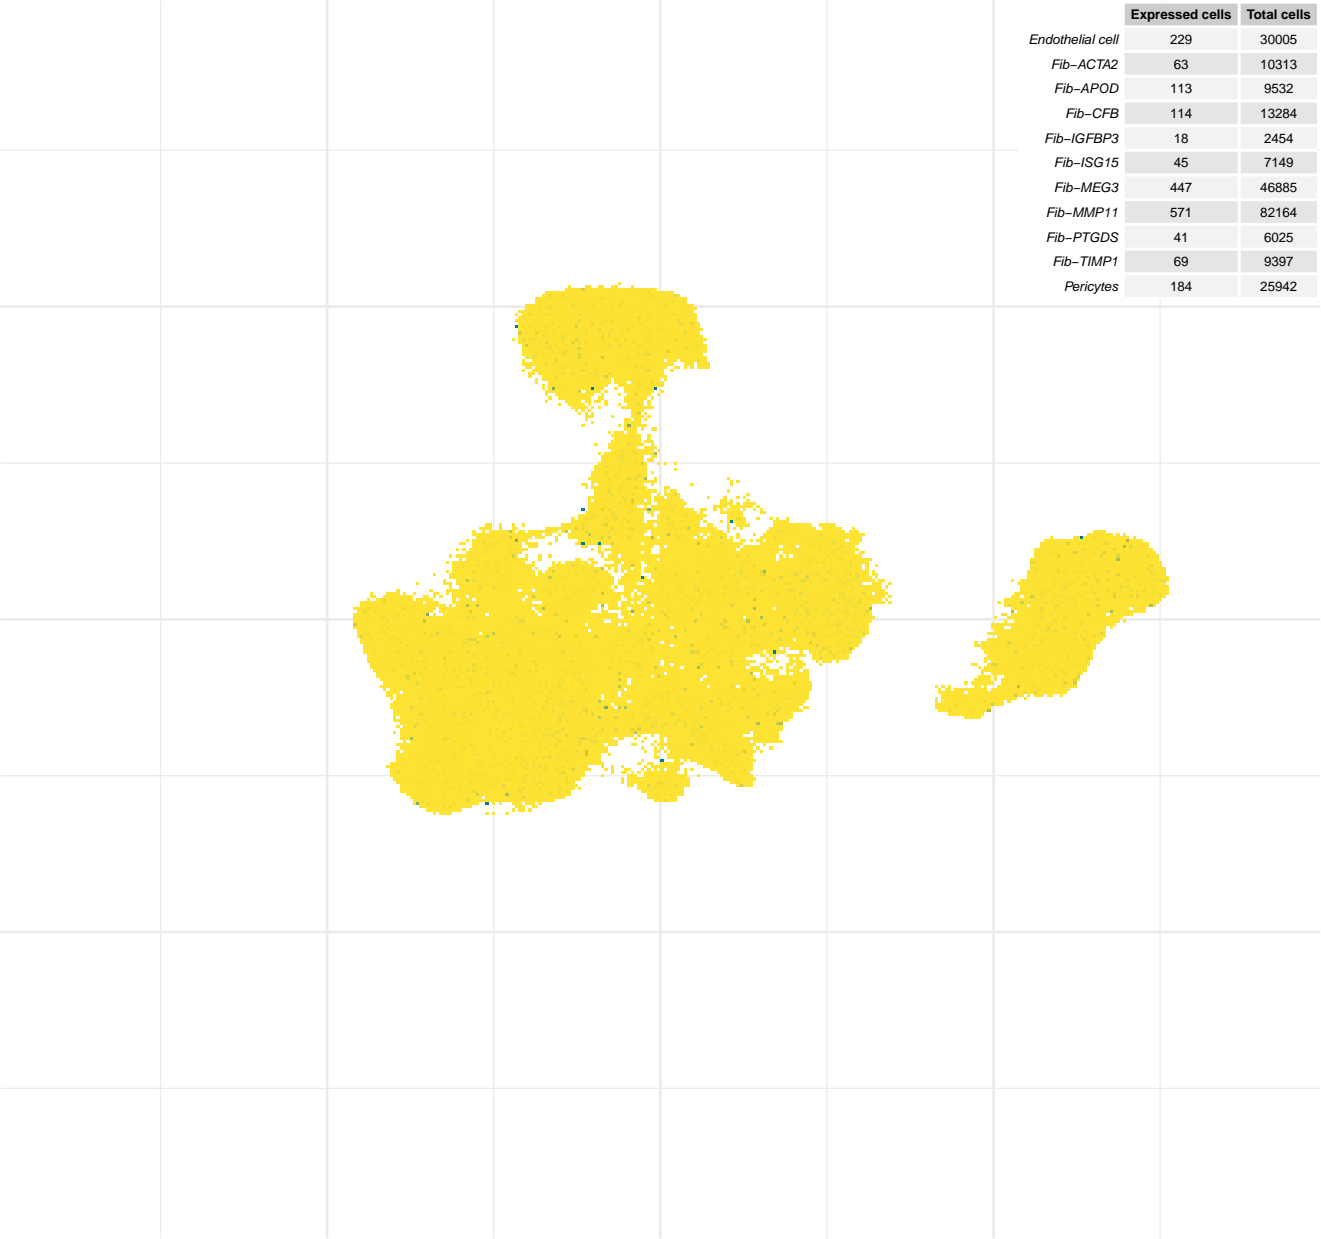 Expressed cells Total cells
Endothelial cell 229 30005
Fib−ACTA2 63 10313
Fib−APOD 113 9532
Fib−CFB 114 13284
Fib−IGFBP3 18 2454
Fib−ISG15 45 7149
Fib−MEG3 447 46885
Fib−MMP11 571 82164
Fib−PTGDS 41 6025
Fib−TIMP1 69 9397
Pericytes 184 25942